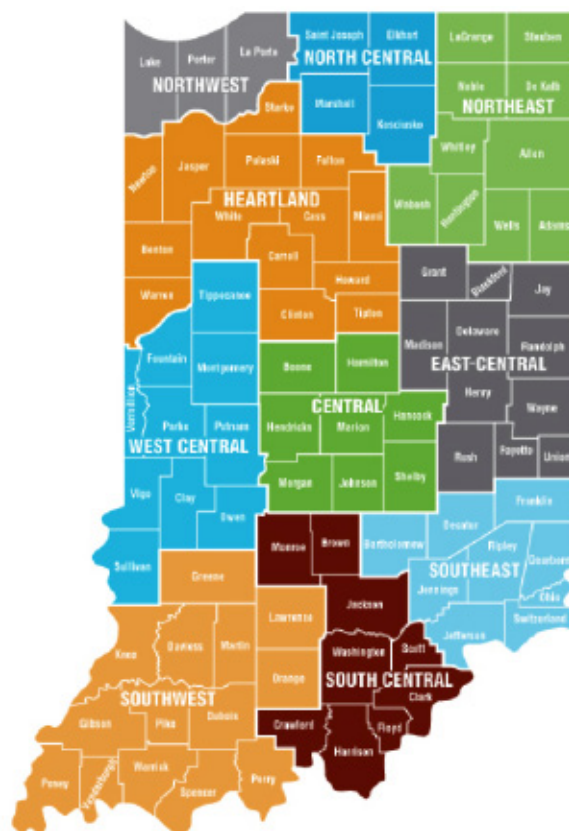 Saint Joseph
Elkhart
LaGrange
Steuben
Lake
Porter
La Porte
NORTH CENTRAL
NORTHWEST
Noble
De Kalb
NORTHEAST
Starke
Marshall
Kosciusko
Whitley
Allen
Newton
Jasper
Pulaski
Fulton
HEARTLAND
White
Cass
Miami
Wabash
Huntington
Wells
Adams
Benton
Carroll
Howard
Grant
Blackford
Jay
Warren
Tippecanoe
Clinton
Tipton
Madison
Delaware
Randolph
EAST-CENTRAL
Fountain
Montgomery
Boone
Hamilton
Henry
Wayne
Vermillion
Parke
Putnam
WEST CENTRAL
CENTRAL
Hancock
Hendricks
Marion
Rush
Fayette
Union
Vigo
Clay
Owen
Morgan
Johnson
Shelby
Franklin
Sullivan
Monroe
Brown
Bartholomew
Decatur
Ripley
Dearborn
SOUTHEAST
Jennings
Ohio
Switzerland
Jefferson
Greene
Lawrence
Jackson
Knox
Daviess
Martin
Washington
Scott
Orange
SOUTH CENTRAL
Clark
SOUTHWEST
Gibson
Pike
Dubois
Crawford
Floyd
Harrison
Posey
Vanderburgh
Warrick
Spencer
Perry